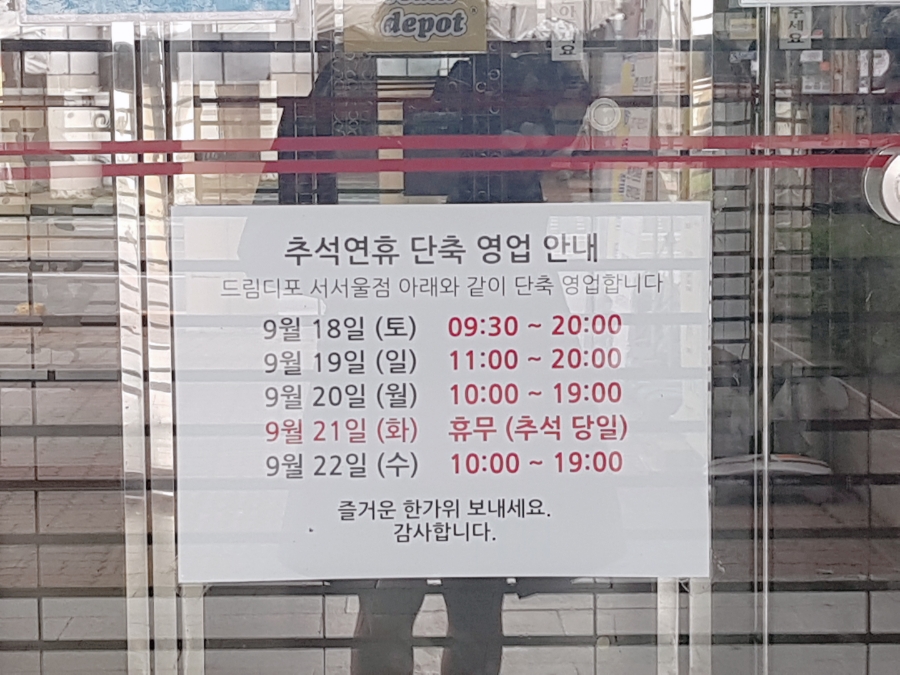 depot
주세요
추석연휴 단축 영업 안내
드림디포 서서울점 아래와 같이 단축 영업합니다
9월 18일 (토) 09:30 ~ 20:00
9월 19일 (일) 11:00 ~ 20:00
9월 20일 (월) 10:00 ~ 19:00
9월 21일 (화) 휴무 (추석 당일)
9월 22일 (수) 10:00 ~ 19:00
즐거운 한가위 보내세요.
감사합니다.